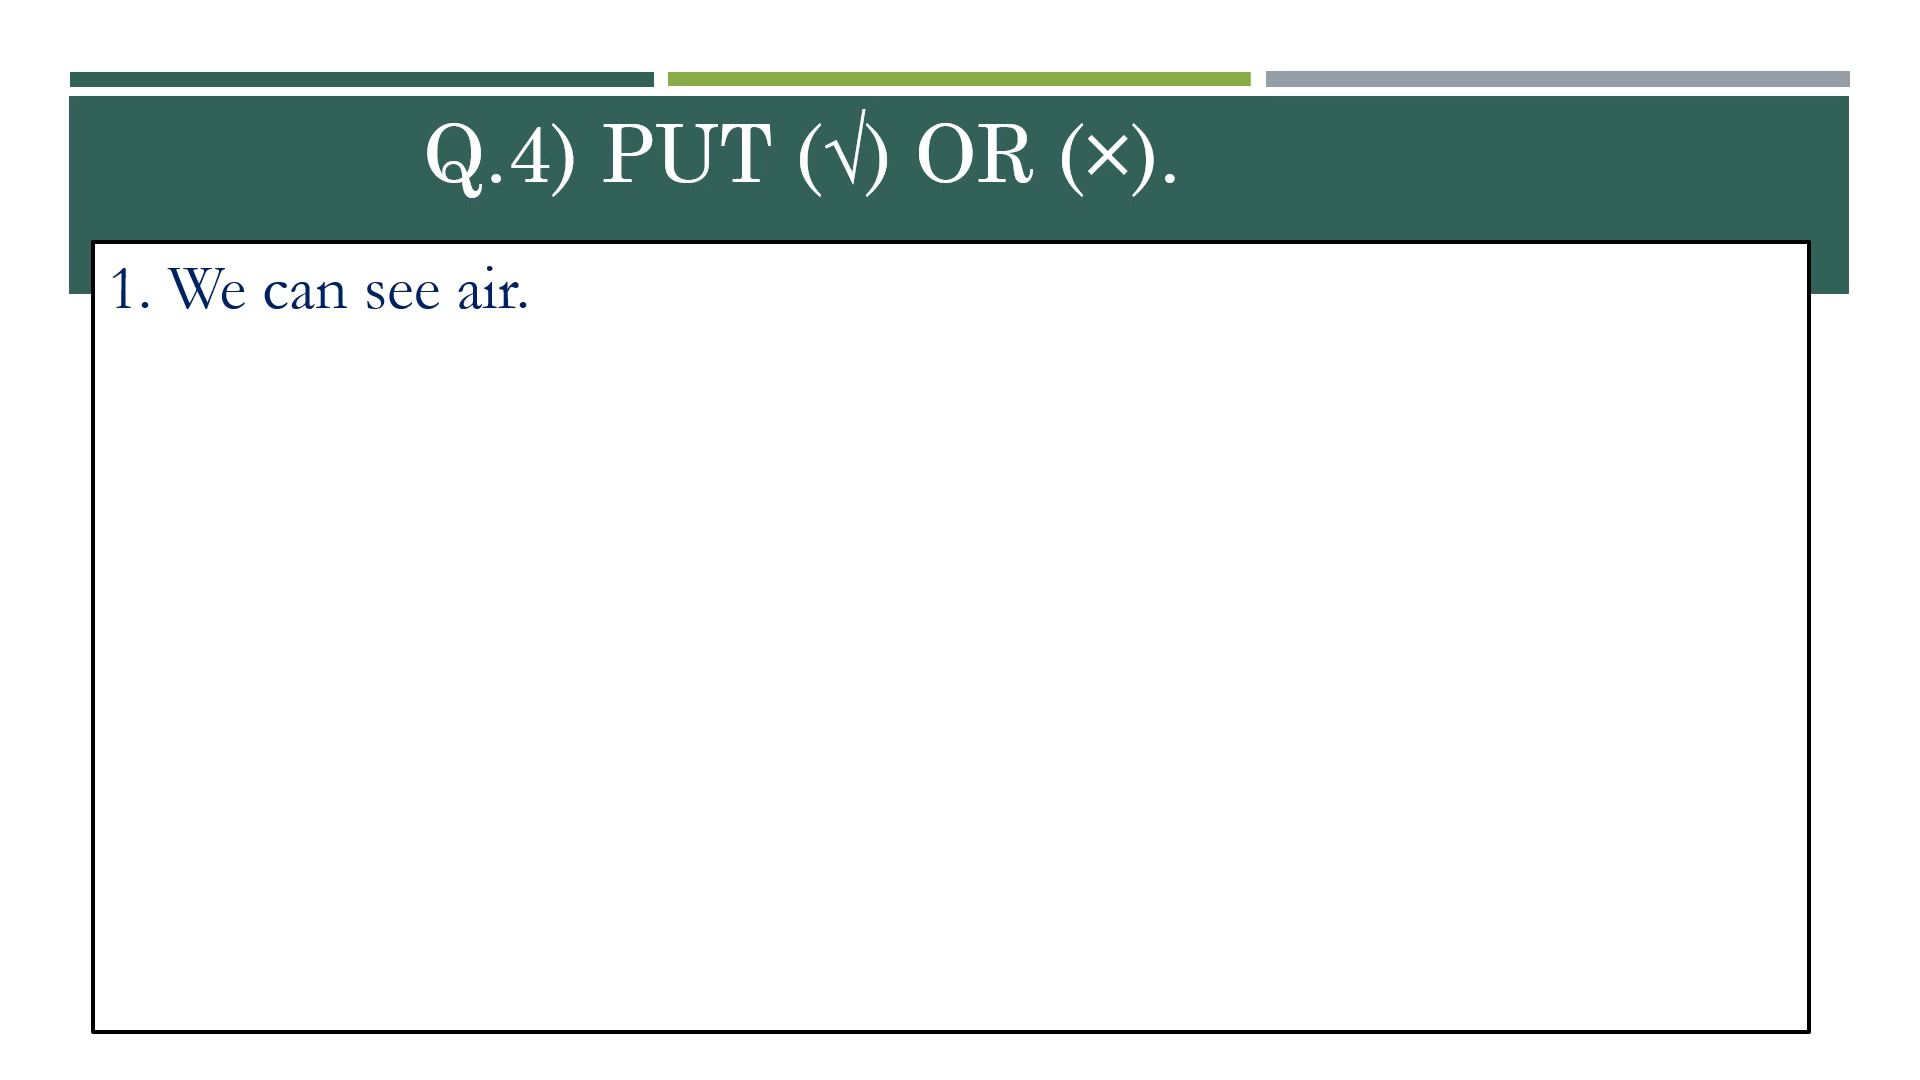 Q.4) PUT (√) OR (×).
1. We can see air.